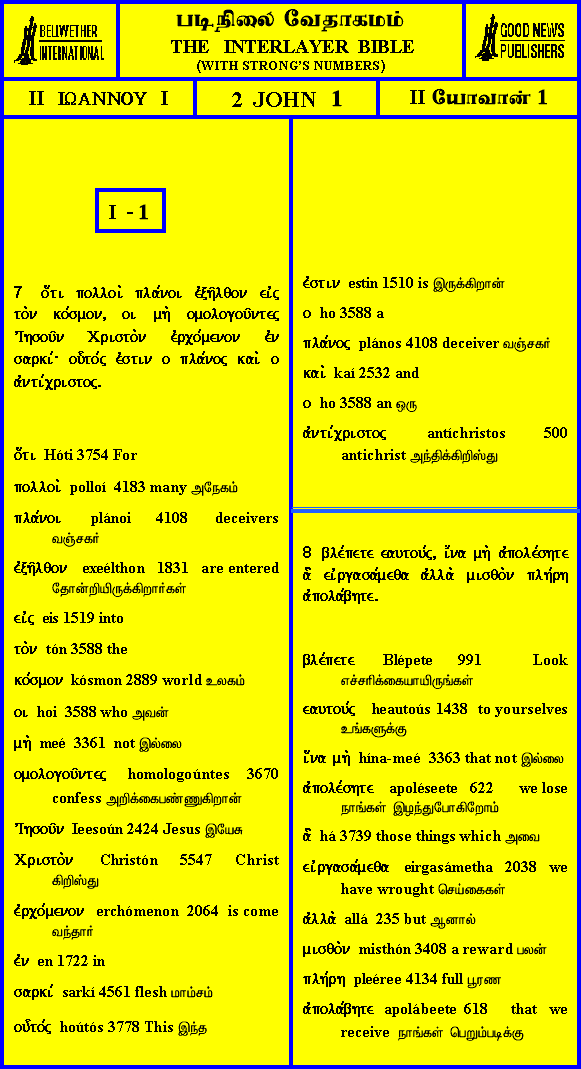 BELLWETHER
INTERNATIONAL
படிநிலை வேதாகமம்
THE INTERLAYER BIBLE
(WITH STRONG'S NUMBERS)
GOOD NEWS
PUBLISHERS
II ΙΩΑΝΝΟΥ I
2 JOHN 1
II யோவான் 1
I - 1
7 ὅτι πολλοὶ πλάνοι ἐξῆλθον εἰς
τὸν κόσμον, οι μὴ ομολογοῦντες
Ἰησοῦν Χριστὸν ἐρχόμενον ἐν
σαρκί· οὗτός ἐστιν ο πλάνος καὶ ο
ἀντίχριστος.
ὅτι Hóti 3754 For
πολλοὶ polloí 4183 many அநேகம்
πλάνοι plánoi 4108 deceivers
வஞ்சகர்
ἐξῆλθον exeélthon 1831 are entered
தோன்றியிருக்கிறார்கள்
εἰς eis 1519 into
τὸν tón 3588 the
κόσμον kósmon 2889 world உலகம்
οι hoi 3588 who அவன்
μὴ meé 3361 not இல்லை
ομολογοῦντες homologoúntes 3670
confess அறிக்கைபண்ணுகிறான்
Ἰησοῦν Ieesoún 2424 Jesus இயேசு
Χριστὸν Christón 5547 Christ
கிறிஸ்து
ἐρχόμενον erchómenon 2064 is come
வந்தார்
ἐν en 1722 in
σαρκί sarkí 4561 flesh மாம்சம்
οὗτός hoútós 3778 This இந்த
ἐστιν estin 1510 is இருக்கிறான்
ο ho 3588 a
πλάνος plános 4108 deceiver வஞ்சகர்
καὶ kaí 2532 and
ο ho 3588 an ஒரு
ἀντίχριστος antíchristos 500
antichrist அந்திக்கிறிஸ்து
8 βλέπετε εαυτούς, ἵνα μὴ ἀπολέσητε
ἃ εἰργασάμεθα ἀλλὰ μισθὸν πλήρη
ἀπολάβητε.
βλέπετε Blépete 991 Look
எச்சரிக்கையாயிருங்கள்
εαυτούς heautoús 1438 to yourselves
உங்களுக்கு
ἵνα μὴ hína-meé 3363 that not இல்லை
ἀπολέσητε apoléseete 622 we lose
நாங்கள் இழந்துபோகிறோம்
ἃ há 3739 those things which அவை
εἰργασάμεθα eirgasámetha 2038 we
have wrought செய்கைகள்
ἀλλὰ allá 235 but ஆனால்
μισθὸν misthón 3408 a reward பலன்
πλήρη pleéree 4134 full பூரண
ἀπολάβητε apolábeete 618 that we
receive நாங்கள் பெறும்படிக்கு